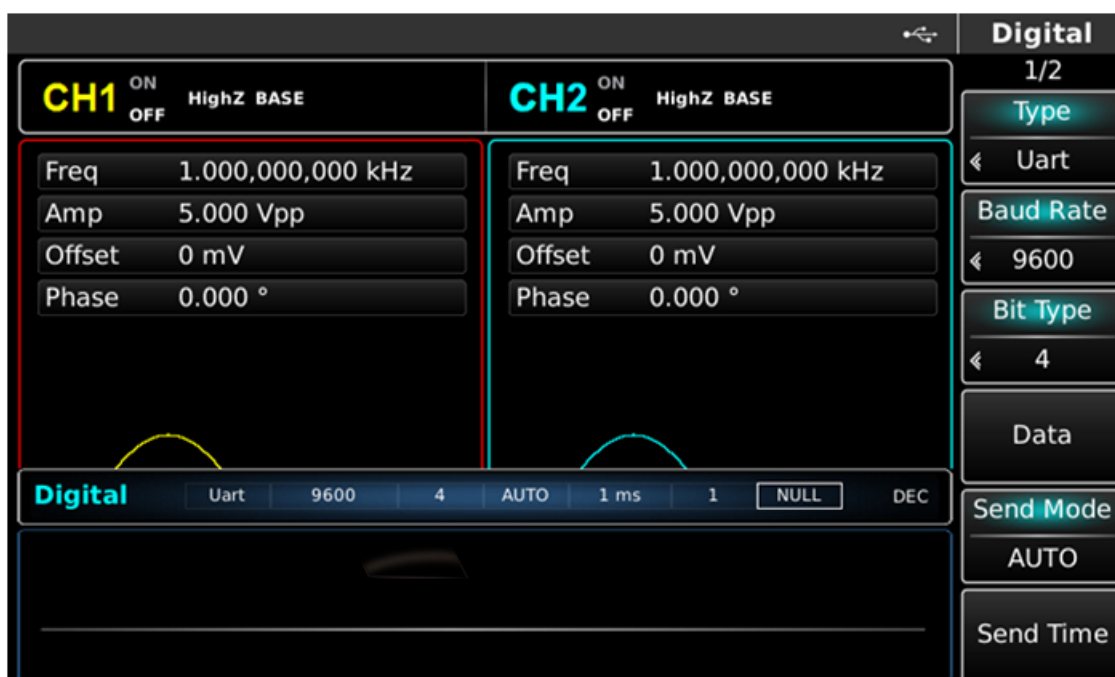 Digital
1/2
CH1 ON OFF HighZ BASE
CH2 ON OFF HighZ BASE
Freq 1.000,000,000 kHz
Amp 5.000 Vpp
Offset 0 mV
Phase 0.000 °
Freq 1.000,000,000 kHz
Amp 5.000 Vpp
Offset 0 mV
Phase 0.000 °
Digital Uart 9600 4 AUTO 1 ms 1 NULL DEC
Type
Uart
Baud Rate
9600
Bit Type
4
Data
Send Mode
AUTO
Send Time